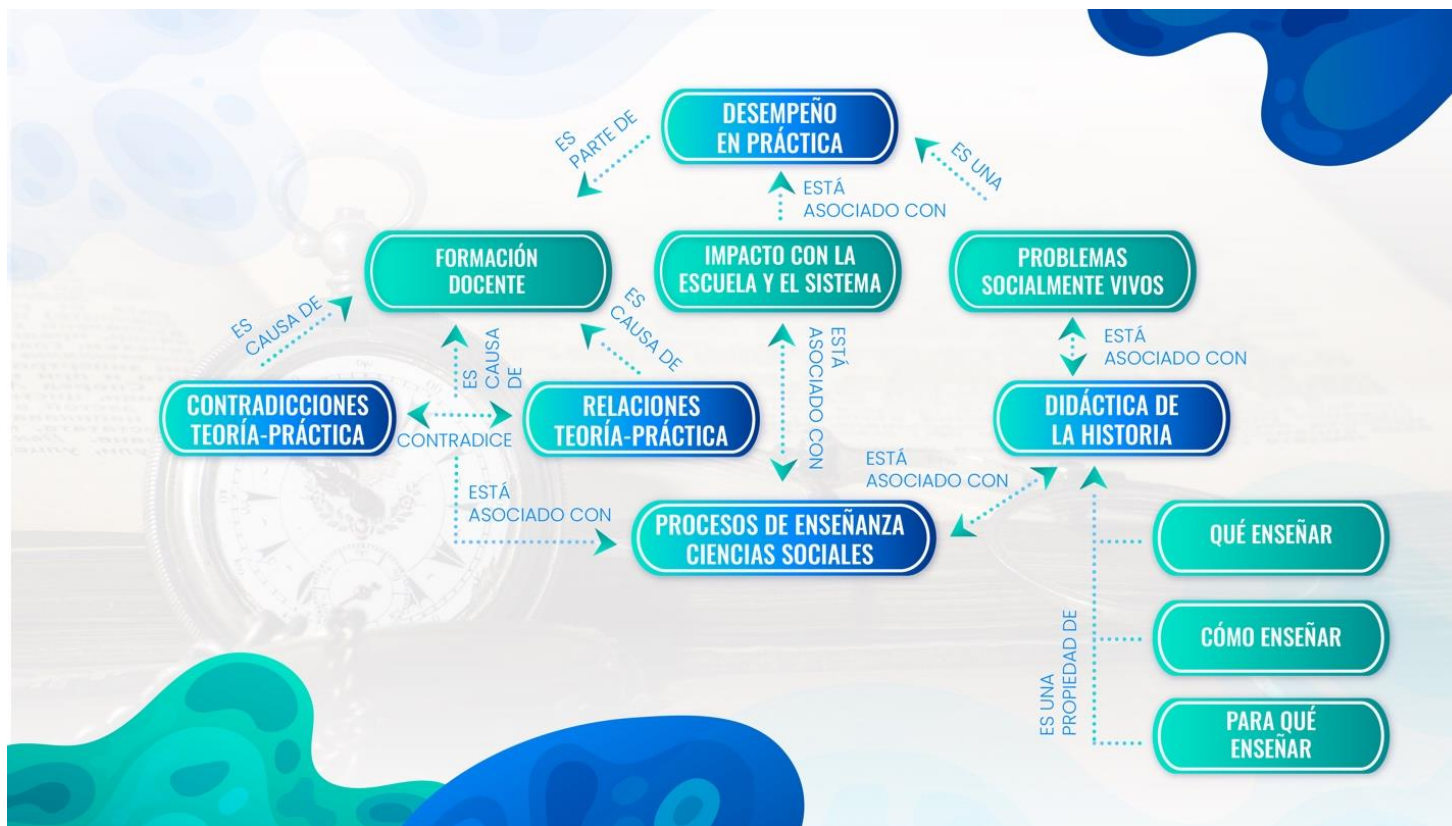 DESEMPEÑO
EN PRÁCTICA
ES
PARTE DE
ES UNA
ESTÁ
ASOCIADO CON
FORMACIÓN
DOCENTE
IMPACTO CON LA
ESCUELA Y EL SISTEMA
PROBLEMAS
SOCIALMENTE VIVOS
ES
CAUSA DE
ES
CAUSA
DE
ES
CAUSA DE
ESTÁ
ASOCIADO CON
ESTÁ
ASOCIADO CON
CONTRADICCIONES
TEORÍA-PRÁCTICA
CONTRADICE
RELACIONES
TEORÍA-PRÁCTICA
DIDÁCTICA DE
LA HISTORIA
ESTÁ
ASOCIADO CON
ESTÁ
ASOCIADO CON
PROCESOS DE ENSEÑANZA
CIENCIAS SOCIALES
QUÉ ENSEÑAR
CÓMO ENSEÑAR
ES UNA
PROPIEDAD DE
PARA QUÉ
ENSEÑAR